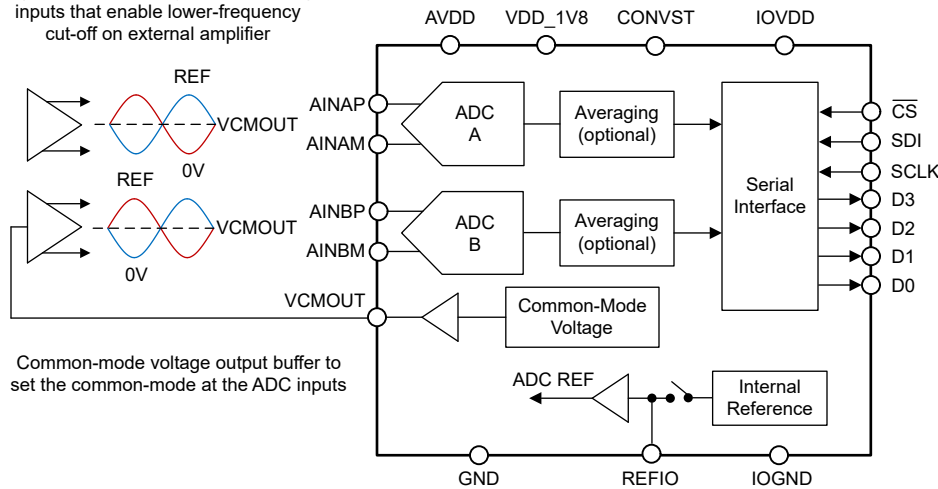 inputs that enable lower-frequency
cut-off on external amplifier
AVDD
VDD_1V8
CONVST
IOVDD
REF
VCMOUT
0V
REF
VCMOUT
0V
AINAP
AINAM
ADC
A
Averaging
(optional)
AINBP
AINBM
ADC
B
Averaging
(optional)
Serial
Interface
CS
SDI
SCLK
D3
D2
D1
D0
VCMOUT
Common-Mode
Voltage
Common-mode voltage output buffer to
set the common-mode at the ADC inputs
ADC REF
Internal
Reference
GND
REFIO
IOGND